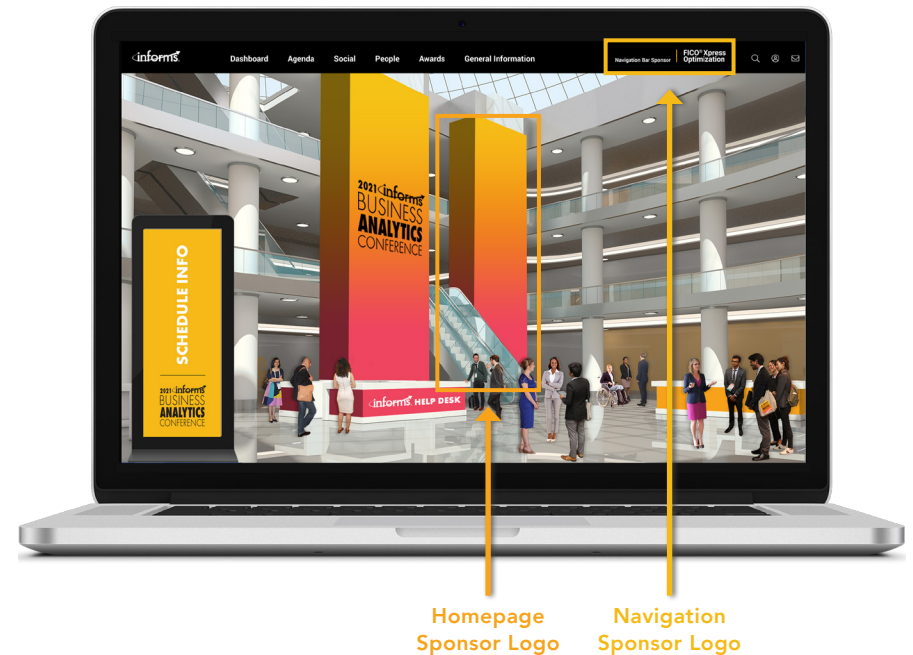 informs
Dashboard Agenda Social People Awards General Information
Navigation Bar Sponsor
FICO® Xpress
Optimization
2021 informs
BUSINESS
ANALYTICS
CONFERENCE
SCHEDULE INFO
2021 informs
BUSINESS
ANALYTICS
CONFERENCE
informs HELP DESK
Homepage
Sponsor Logo
Navigation
Sponsor Logo